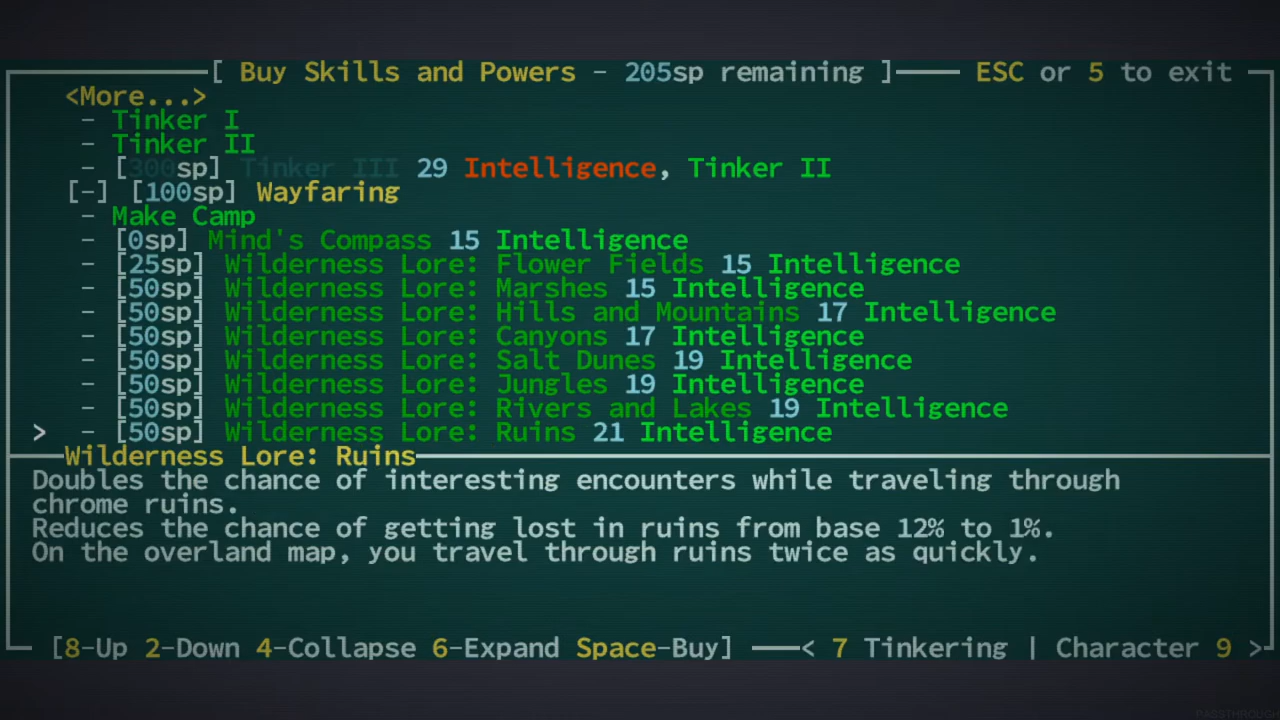 [ Buy Skills and Powers - 205sp remaining ] ESC or 5 to exit
<More...>
- Tinker I
- Tinker II
- [300sp] Tinker III 29 Intelligence, Tinker II
[-] [100sp] Wayfaring
- Make Camp
- [0sp] Mind's Compass 15 Intelligence
- [25sp] Wilderness Lore: Flower Fields 15 Intelligence
- [50sp] Wilderness Lore: Marshes 15 Intelligence
- [50sp] Wilderness Lore: Hills and Mountains 17 Intelligence
- [50sp] Wilderness Lore: Canyons 17 Intelligence
- [50sp] Wilderness Lore: Salt Dunes 19 Intelligence
- [50sp] Wilderness Lore: Jungles 19 Intelligence
- [50sp] Wilderness Lore: Rivers and Lakes 19 Intelligence
> - [50sp] Wilderness Lore: Ruins 21 Intelligence
Wilderness Lore: Ruins
Doubles the chance of interesting encounters while traveling through
chrome ruins.
Reduces the chance of getting lost in ruins from base 12% to 1%.
On the overland map, you travel through ruins twice as quickly.
[8-Up 2-Down 4-Collapse 6-Expand Space-Buy] < 7 Tinkering | Character 9 >